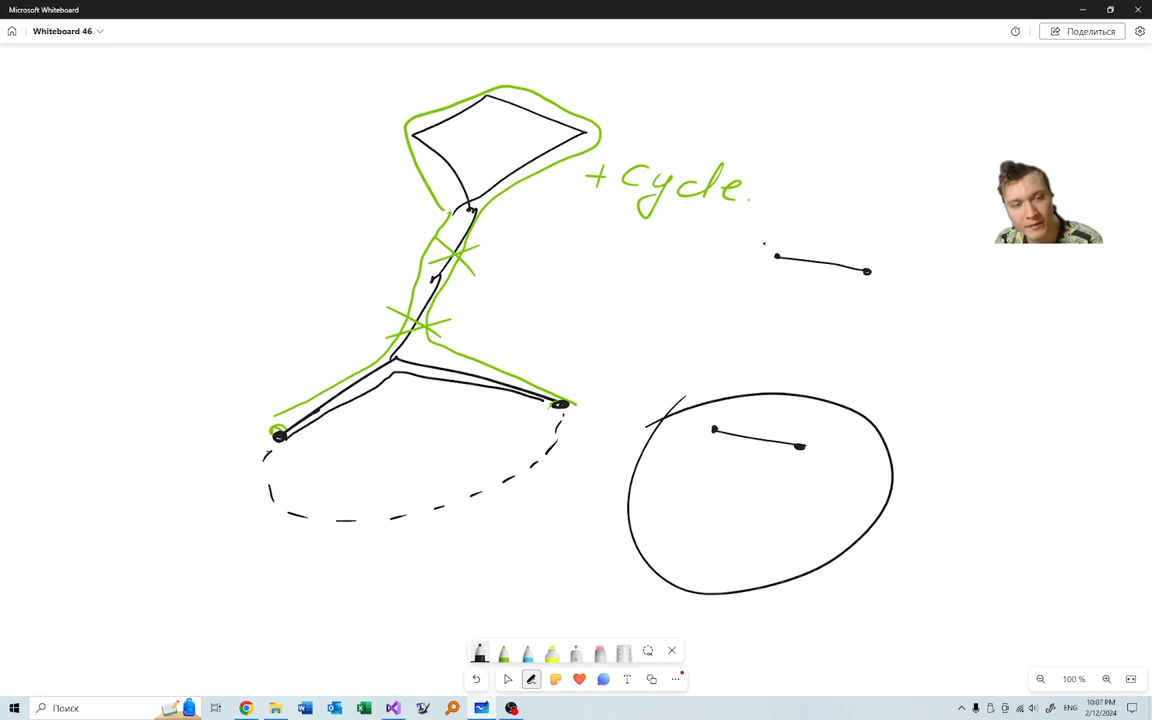 Microsoft Whiteboard
Whiteboard 46
Поделиться
+ cycle.
100 %
Поиск
ENG
10:07 PM
2/12/2024